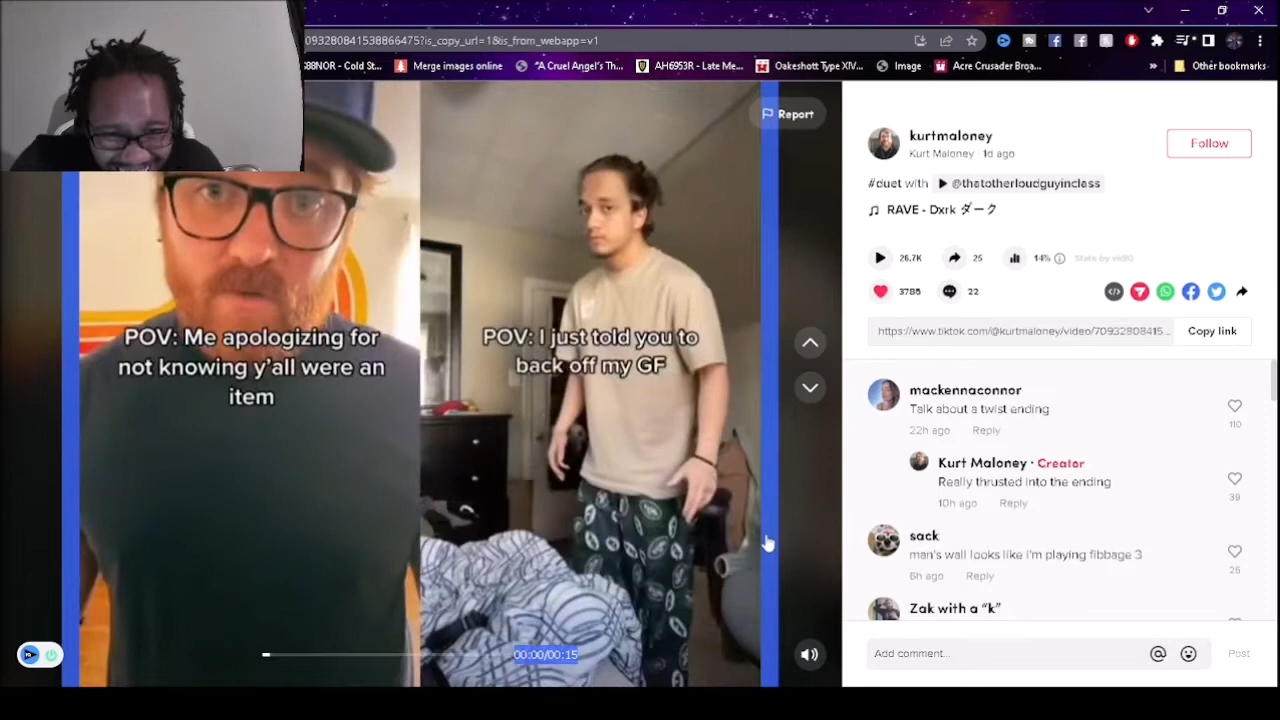 09328084153886​6475?is_copy_url=1&is_from_webapp=v1
88NOR - Cold St...
Merge images online
"A Cruel Angel's Th...
AH6953R - Late Me...
Oakeshott Type XIV...
Image
Acre Crusader Broa...
»
Other bookmarks
Report
POV: Me apologizing for
not knowing y'all were an
item
POV: I just told you to
back off my GF
00:00/00:15
kurtmaloney
Kurt Maloney · 1d ago
Follow
#duet with @thatotherloudguyinclass
RAVE - Dxrk ダーク
26.7K
25
14%
Stats by vidIQ
3785
22
https://www.tiktok.com/@kurtmaloney/video/70932808415...
Copy link
mackennaconnor
Talk about a twist ending
110
22h ago Reply
Kurt Maloney · Creator
Really thrusted into the ending
39
10h ago Reply
sack
man's wall looks like i'm playing fibbage 3
25
6h ago Reply
Zak with a "k"
Add comment...
Post